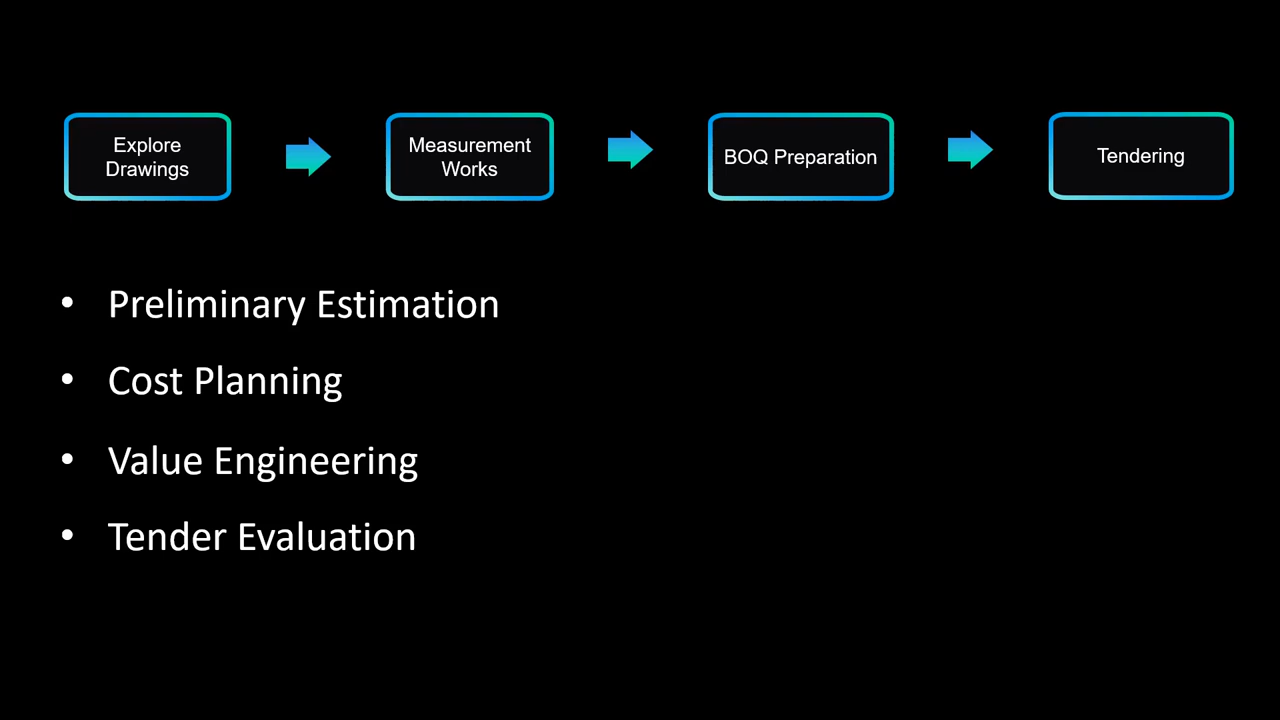 Explore
Drawings
Measurement
Works
BOQ Preparation
Tendering
• Preliminary Estimation
• Cost Planning
• Value Engineering
• Tender Evaluation